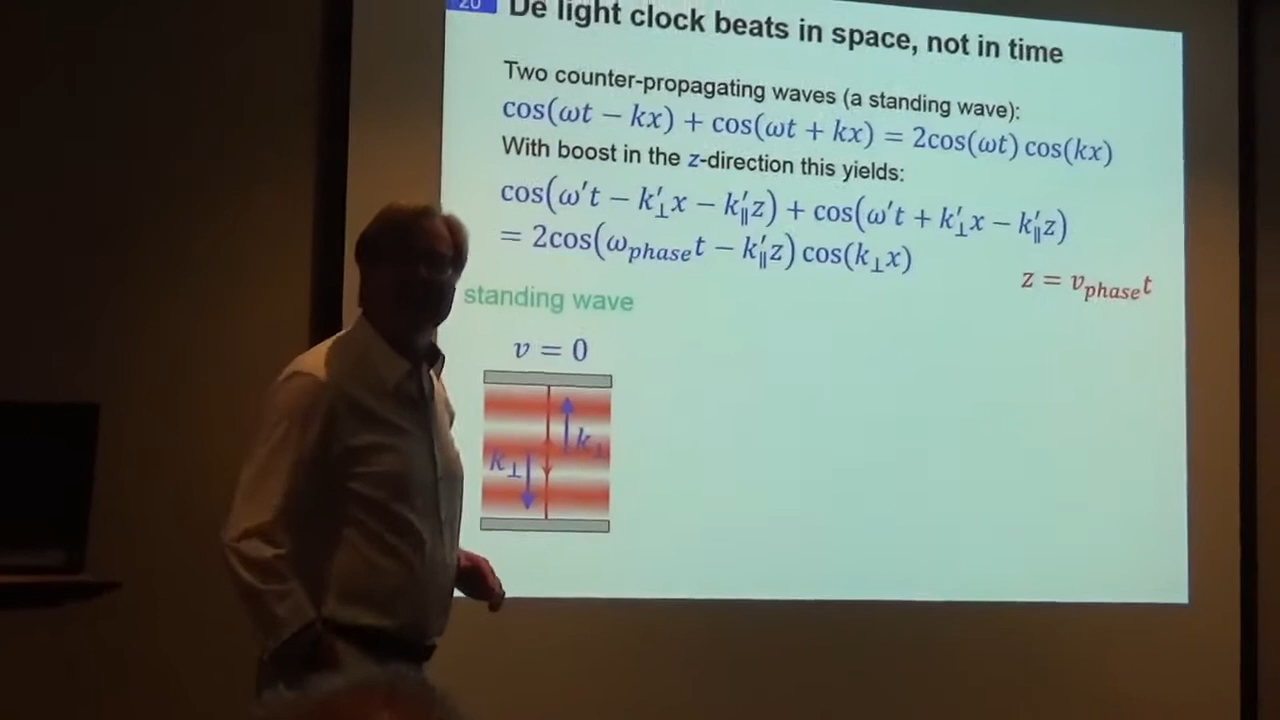 20
De light clock beats in space, not in time
Two counter-propagating waves (a standing wave):
cos(ωt − kx) + cos(ωt + kx) = 2cos(ωt) cos(kx)
With boost in the z-direction this yields:
cos(ω't − k'⊥x − k'∥z) + cos(ω't + k'⊥x − k'∥z)
= 2cos(ωphaset − k'∥z) cos(k⊥x)
z = vphaset
standing wave
v = 0
k⊥
k⊥